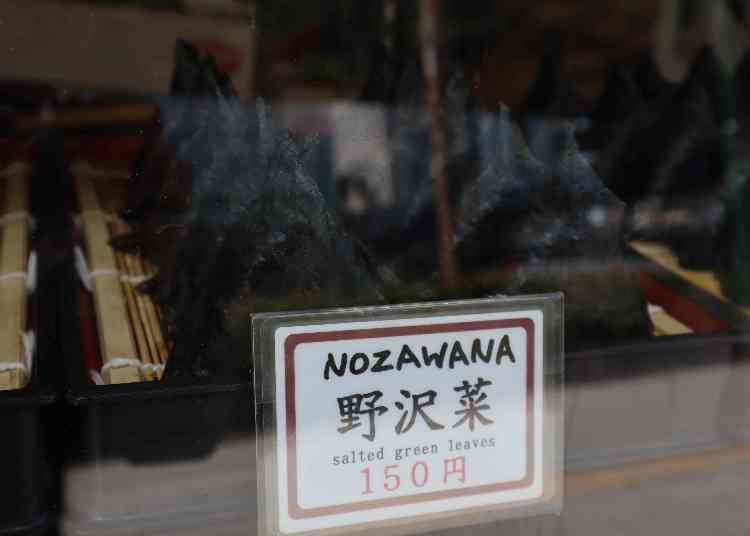 NOZAWANA
野沢菜
salted green leaves
150円